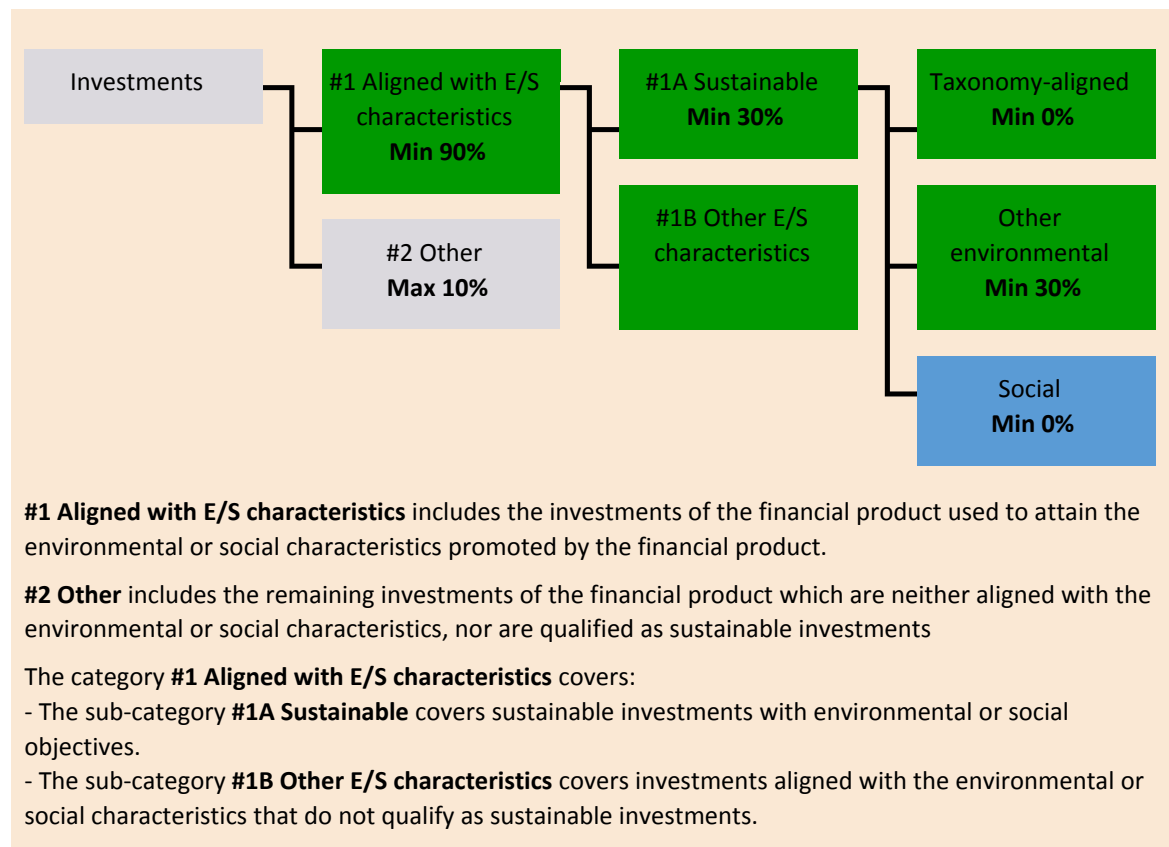 Investments
#1 Aligned with E/S
characteristics
Min 90%
#2 Other
Max 10%
#1A Sustainable
Min 30%
#1B Other E/S
characteristics
Taxonomy-aligned
Min 0%
Other
environmental
Min 30%
Social
Min 0%
#1 Aligned with E/S characteristics includes the investments of the financial product used to attain the
environmental or social characteristics promoted by the financial product.
#2 Other includes the remaining investments of the financial product which are neither aligned with the
environmental or social characteristics, nor are qualified as sustainable investments
The category #1 Aligned with E/S characteristics covers:
- The sub-category #1A Sustainable covers sustainable investments with environmental or social
objectives.
- The sub-category #1B Other E/S characteristics covers investments aligned with the environmental or
social characteristics that do not qualify as sustainable investments.